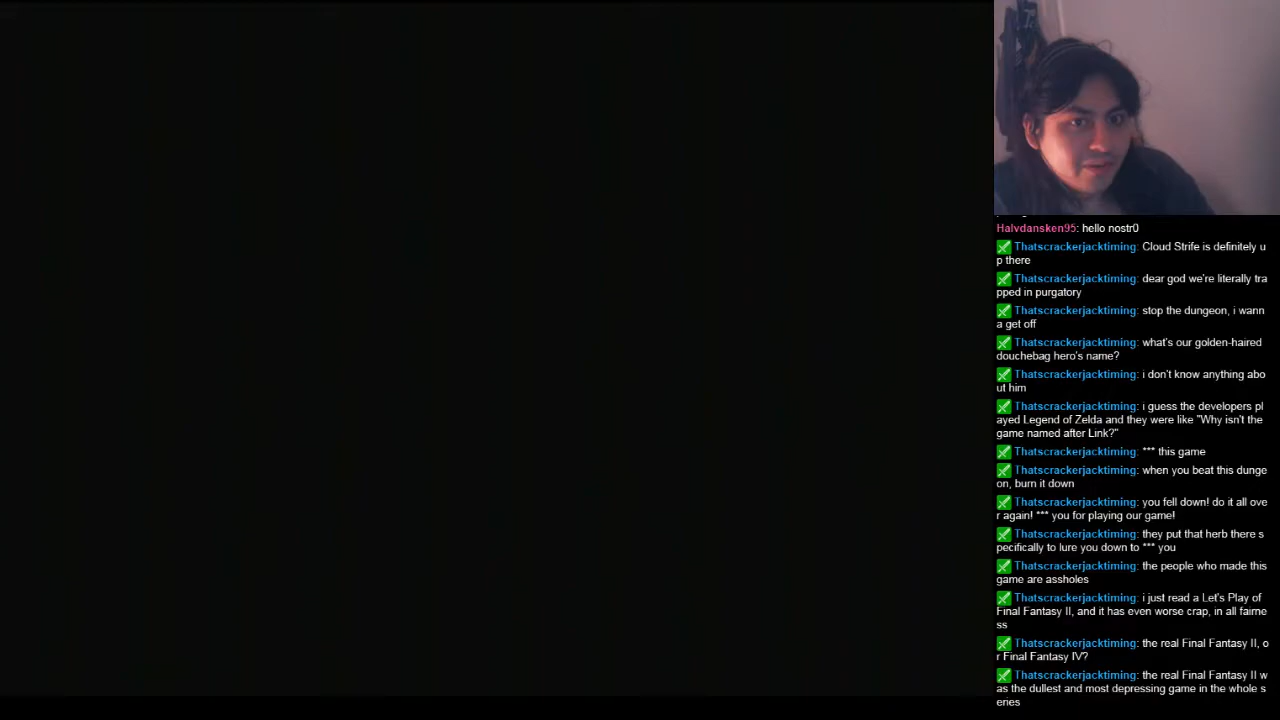 Halvdansken95: hello nostr0
Thatscrackerjacktiming: Cloud Strife is definitely u
p there
Thatscrackerjacktiming: dear god we're literally tra
pped in purgatory
Thatscrackerjacktiming: stop the dungeon, i wann
a get off
Thatscrackerjacktiming: what's our golden-haired
douchebag hero's name?
Thatscrackerjacktiming: i don't know anything abo
ut him
Thatscrackerjacktiming: i guess the developers pl
ayed Legend of Zelda and they were like "Why isn't the
game named after Link?"
Thatscrackerjacktiming: *** this game
Thatscrackerjacktiming: when you beat this dunge
on, burn it down
Thatscrackerjacktiming: you fell down! do it all ove
r again! *** you for playing our game!
Thatscrackerjacktiming: they put that herb there s
pecifically to lure you down to *** you
Thatscrackerjacktiming: the people who made this
game are assholes
Thatscrackerjacktiming: i just read a Let's Play of
Final Fantasy II, and it has even worse crap, in all fairne
ss
Thatscrackerjacktiming: the real Final Fantasy II, o
r Final Fantasy IV?
Thatscrackerjacktiming: the real Final Fantasy II w
as the dullest and most depressing game in the whole s
eries